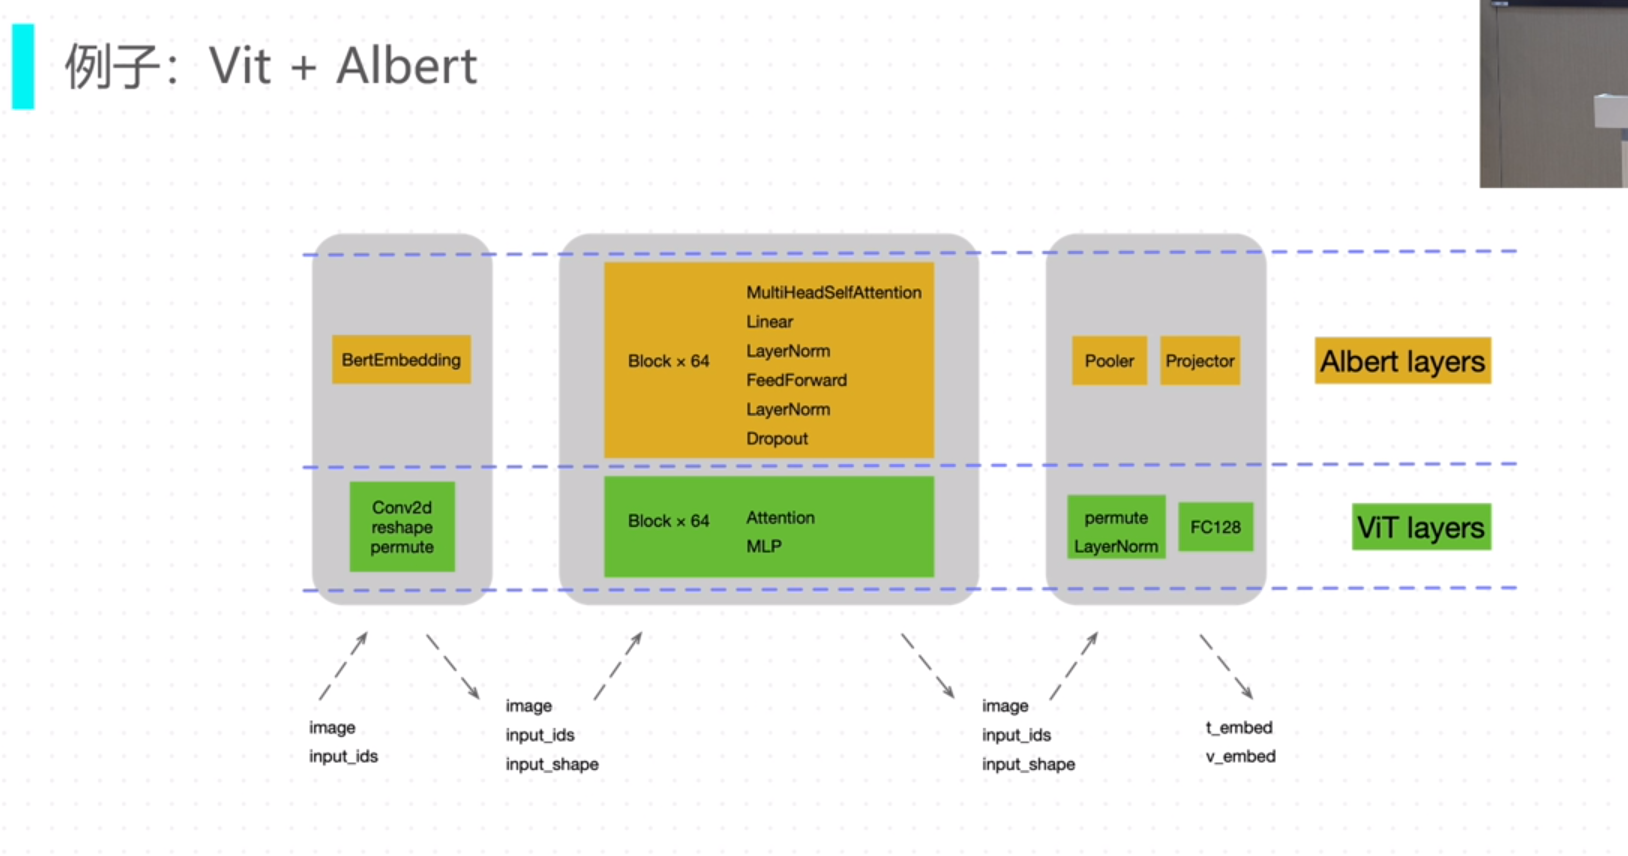 例子：Vit + Albert
BertEmbedding
Block × 64
MultiHeadSelfAttention
Linear
LayerNorm
FeedForward
LayerNorm
Dropout
Pooler
Projector
Albert layers
Conv2d
reshape
permute
Block × 64
Attention
MLP
permute
LayerNorm
FC128
ViT layers
image
input_ids
image
input_ids
input_shape
image
input_ids
input_shape
t_embed
v_embed